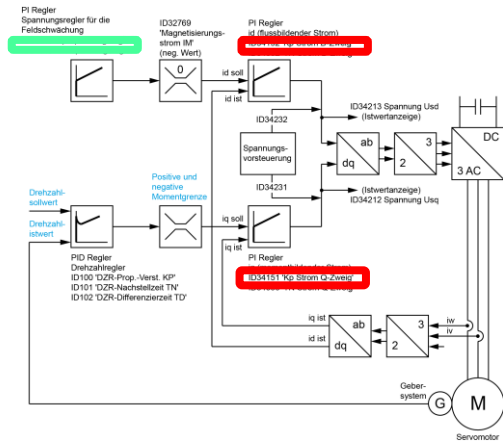 PI Regler
Spannungsregler für die
Feldschwächung
ID32769
'Magnetisierungs-
strom IM'
(neg. Wert)
0
PI Regler
id (flussbildender Strom)
id soll
id ist
ID34232
Spannungs-
vorsteuerung
ID34231
ID34213 Spannung Usd
(Istwertanzeige)
ab
dq
3
2
DC
3 AC
(Istwertanzeige)
ID34212 Spannung Usq
Drehzahl-
sollwert
Drehzahl-
istwert
Positive und
negative
Momentgrenze
iq soll
iq ist
PID Regler
Drehzahlregler
ID100 'DZR-Prop.-Verst. KP'
ID101 'DZR-Nachstellzeit TN'
ID102 'DZR-Differenzierzeit TD'
PI Regler
ID34151 'Kp Strom Q-Zweig'
iq ist
id ist
ab
dq
3
2
iw
iv
Geber-
system
G
M
Servomotor